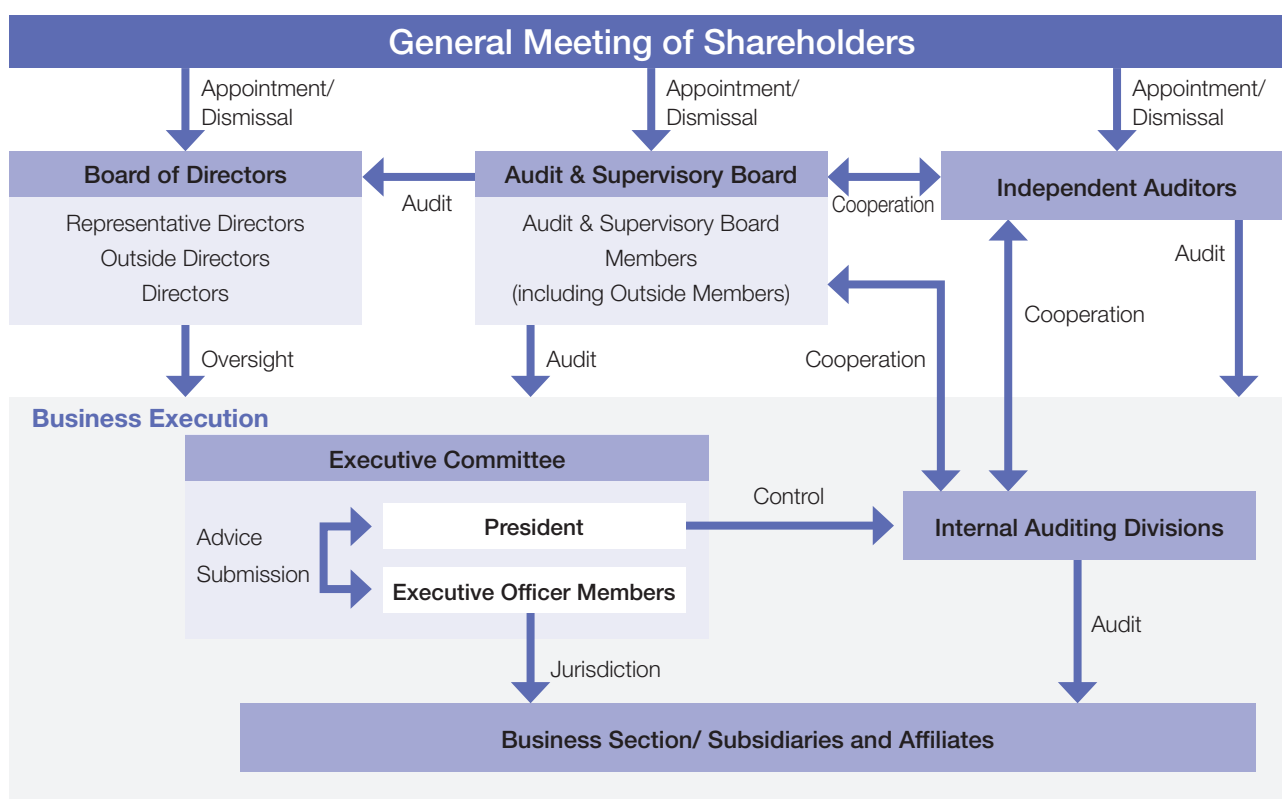 General Meeting of Shareholders
Appointment/
Dismissal
Appointment/
Dismissal
Appointment/
Dismissal
Board of Directors
Representative Directors
Outside Directors
Directors
Audit
Audit & Supervisory Board
Audit & Supervisory Board
Members
(including Outside Members)
Cooperation
Independent Auditors
Audit
Cooperation
Cooperation
Oversight
Audit
Business Execution
Executive Committee
Advice
Submission
President
Executive Officer Members
Control
Internal Auditing Divisions
Audit
Jurisdiction
Business Section/ Subsidiaries and Affiliates